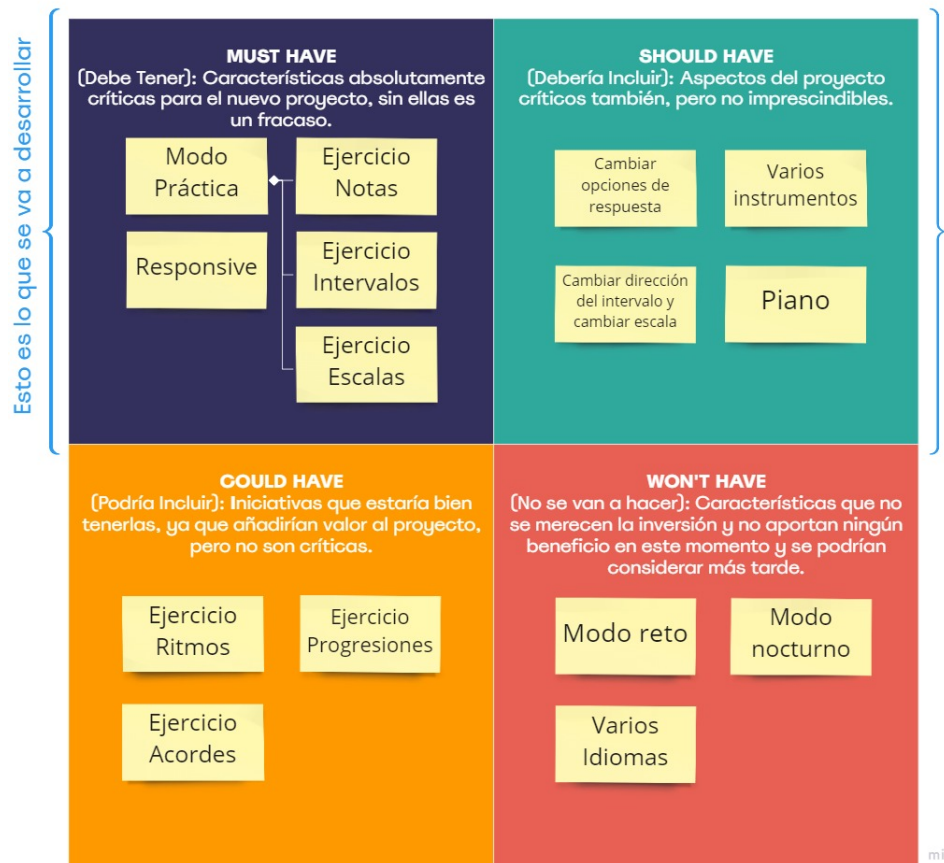 Esto es lo que se va a desarrollar
MUST HAVE
(Debe Tener): Características absolutamente
críticas para el nuevo proyecto, sin ellas es
un fracaso.
Modo
Práctica
Ejercicio
Notas
Responsive
Ejercicio
Intervalos
Ejercicio
Escalas
SHOULD HAVE
(Debería Incluir): Aspectos del proyecto
críticos también, pero no imprescindibles.
Cambiar
opciones de
respuesta
Varios
instrumentos
Cambiar dirección
del intervalo y
cambiar escala
Piano
COULD HAVE
(Podría Incluir): Iniciativas que estaría bien
tenerlas, ya que añadirían valor al proyecto,
pero no son críticas.
Ejercicio
Ritmos
Ejercicio
Progresiones
Ejercicio
Acordes
WON'T HAVE
(No se van a hacer): Características que no
se merecen la inversión y no aportan ningún
beneficio en este momento y se podrían
considerar más tarde.
Modo reto
Modo
nocturno
Varios
Idiomas